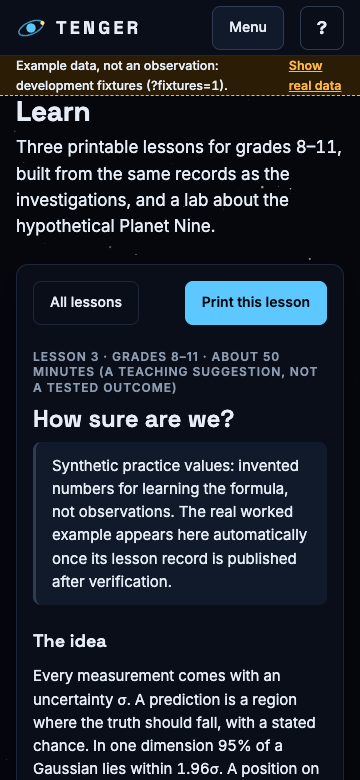 TENGER
Menu
?
Example data, not an observation:
development fixtures (?fixtures=1).
Show
real data
Learn
Three printable lessons for grades 8–11,
built from the same records as the
investigations, and a lab about the
hypothetical Planet Nine.
All lessons
Print this lesson
LESSON 3 · GRADES 8–11 · ABOUT 50
MINUTES (A TEACHING SUGGESTION, NOT
A TESTED OUTCOME)
How sure are we?
Synthetic practice values: invented
numbers for learning the formula,
not observations. The real worked
example appears here automatically
once its lesson record is published
after verification.
The idea
Every measurement comes with an
uncertainty σ. A prediction is a region
where the truth should fall, with a stated
chance. In one dimension 95% of a
Gaussian lies within 1.96σ. A position on